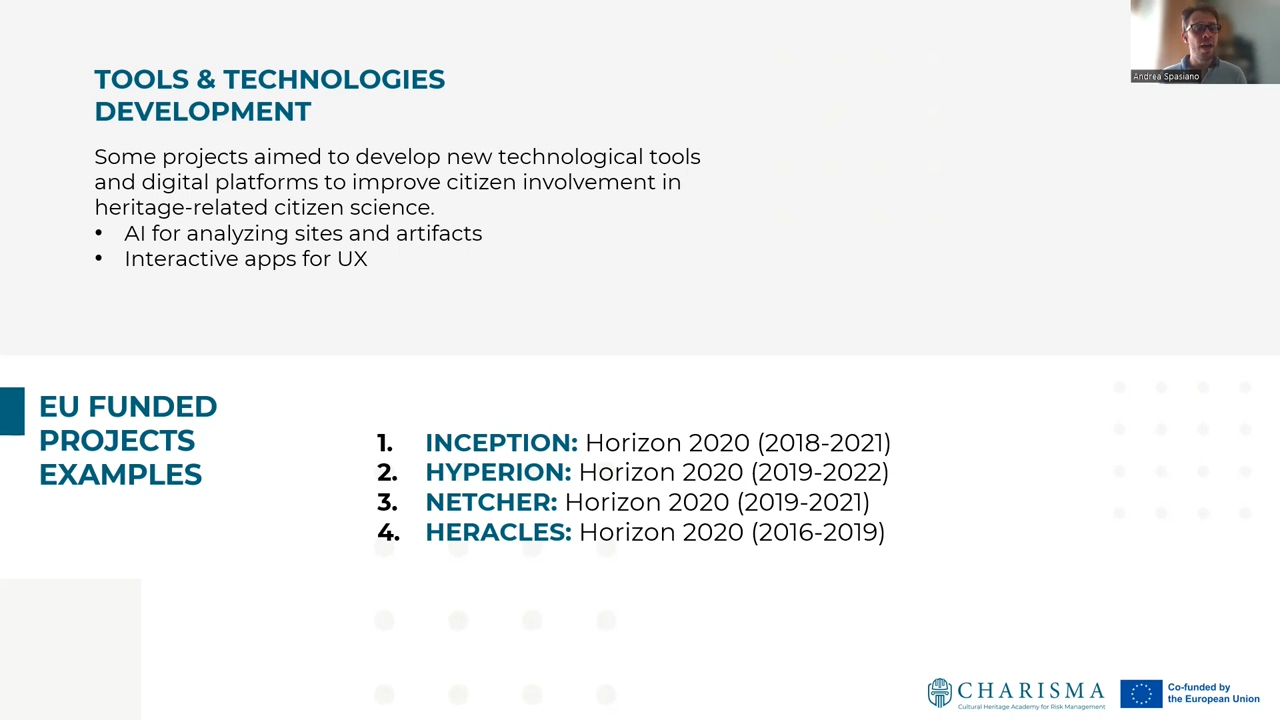 TOOLS & TECHNOLOGIES
DEVELOPMENT
Some projects aimed to develop new technological tools
and digital platforms to improve citizen involvement in
heritage-related citizen science.
• AI for analyzing sites and artifacts
• Interactive apps for UX
Andrea Spasiano
EU FUNDED
PROJECTS
EXAMPLES
1. INCEPTION: Horizon 2020 (2018-2021)
2. HYPERION: Horizon 2020 (2019-2022)
3. NETCHER: Horizon 2020 (2019-2021)
4. HERACLES: Horizon 2020 (2016-2019)
CHARISMA
Cultural Heritage Academy for Risk Management
Co-funded by
the European Union